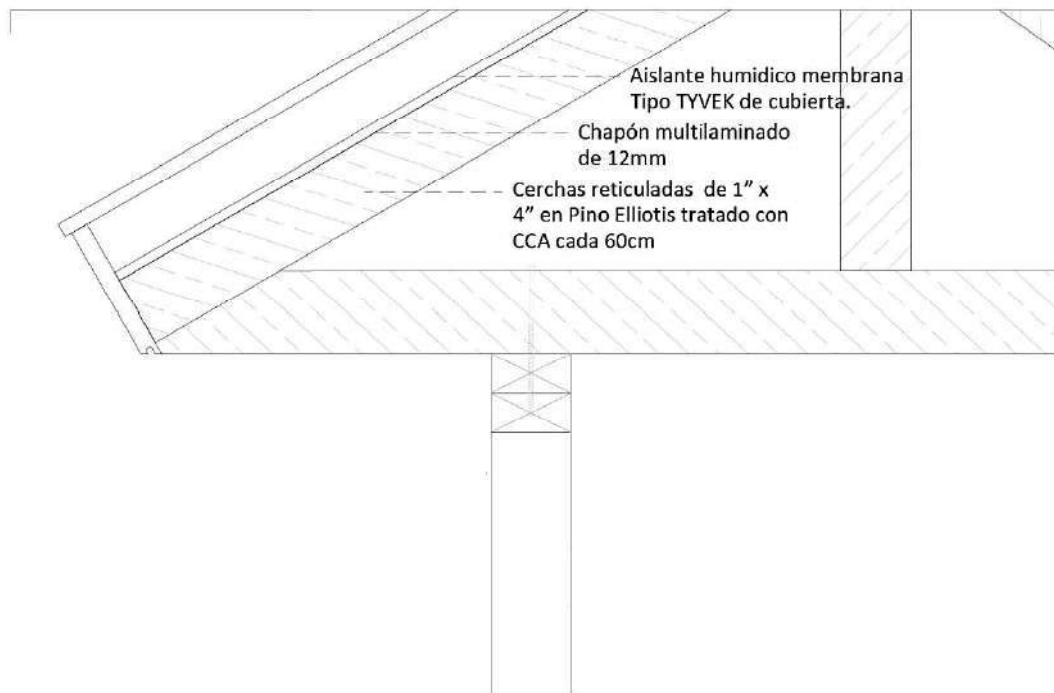 Aislante humidico membrana
Tipo TYVEK de cubierta.
Chapón multilaminado
de 12mm
Cerchas reticuladas de 1” x
4” en Pino Elliotis tratado con
CCA cada 60cm